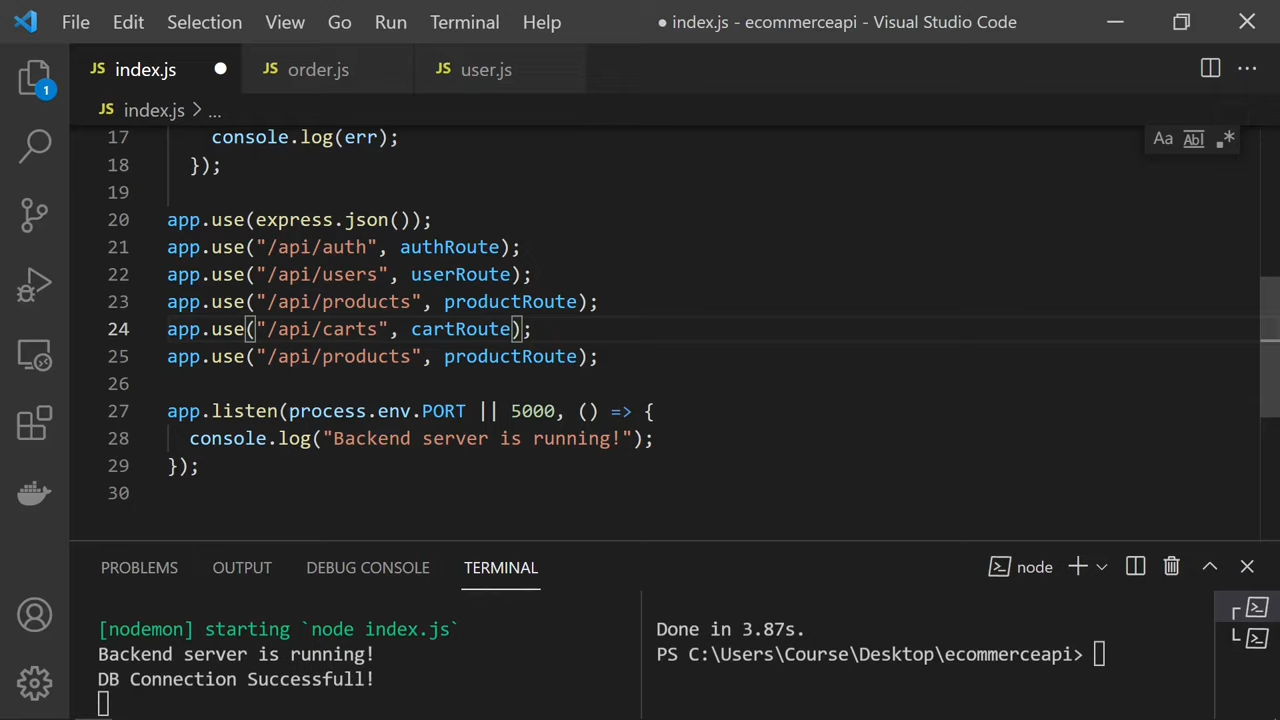 File Edit Selection View Go Run Terminal Help ● index.js - ecommerceapi - Visual Studio Code
JS index.js ● JS order.js JS user.js
JS index.js > ...
Aa Abl .*
17 console.log(err);
18 });
19
20 app.use(express.json());
21 app.use("/api/auth", authRoute);
22 app.use("/api/users", userRoute);
23 app.use("/api/products", productRoute);
24 app.use("/api/carts", cartRoute);
25 app.use("/api/products", productRoute);
26
27 app.listen(process.env.PORT || 5000, () => {
28 console.log("Backend server is running!");
29 });
30
1
PROBLEMS OUTPUT DEBUG CONSOLE TERMINAL node
[nodemon] starting `node index.js`
Backend server is running!
DB Connection Successfull!
Done in 3.87s.
PS C:\Users\Course\Desktop\ecommerceapi>